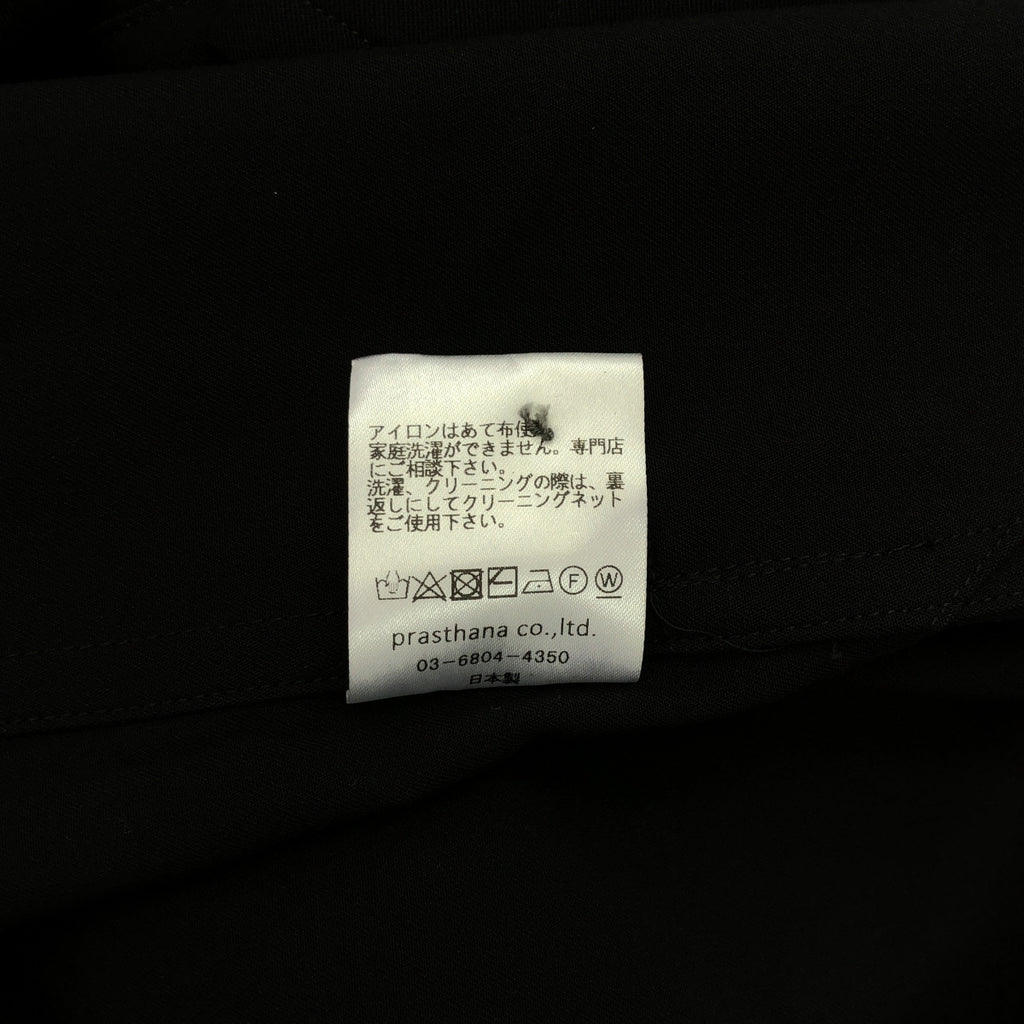 アイロンはあて布使
家庭洗濯ができません。専門店
にご相談下さい。
洗濯、クリーニングの際は、裏
返しにしてクリーニングネット
をご使用下さい。
F W
prasthana co.,ltd.
03-6804-4350
日本製